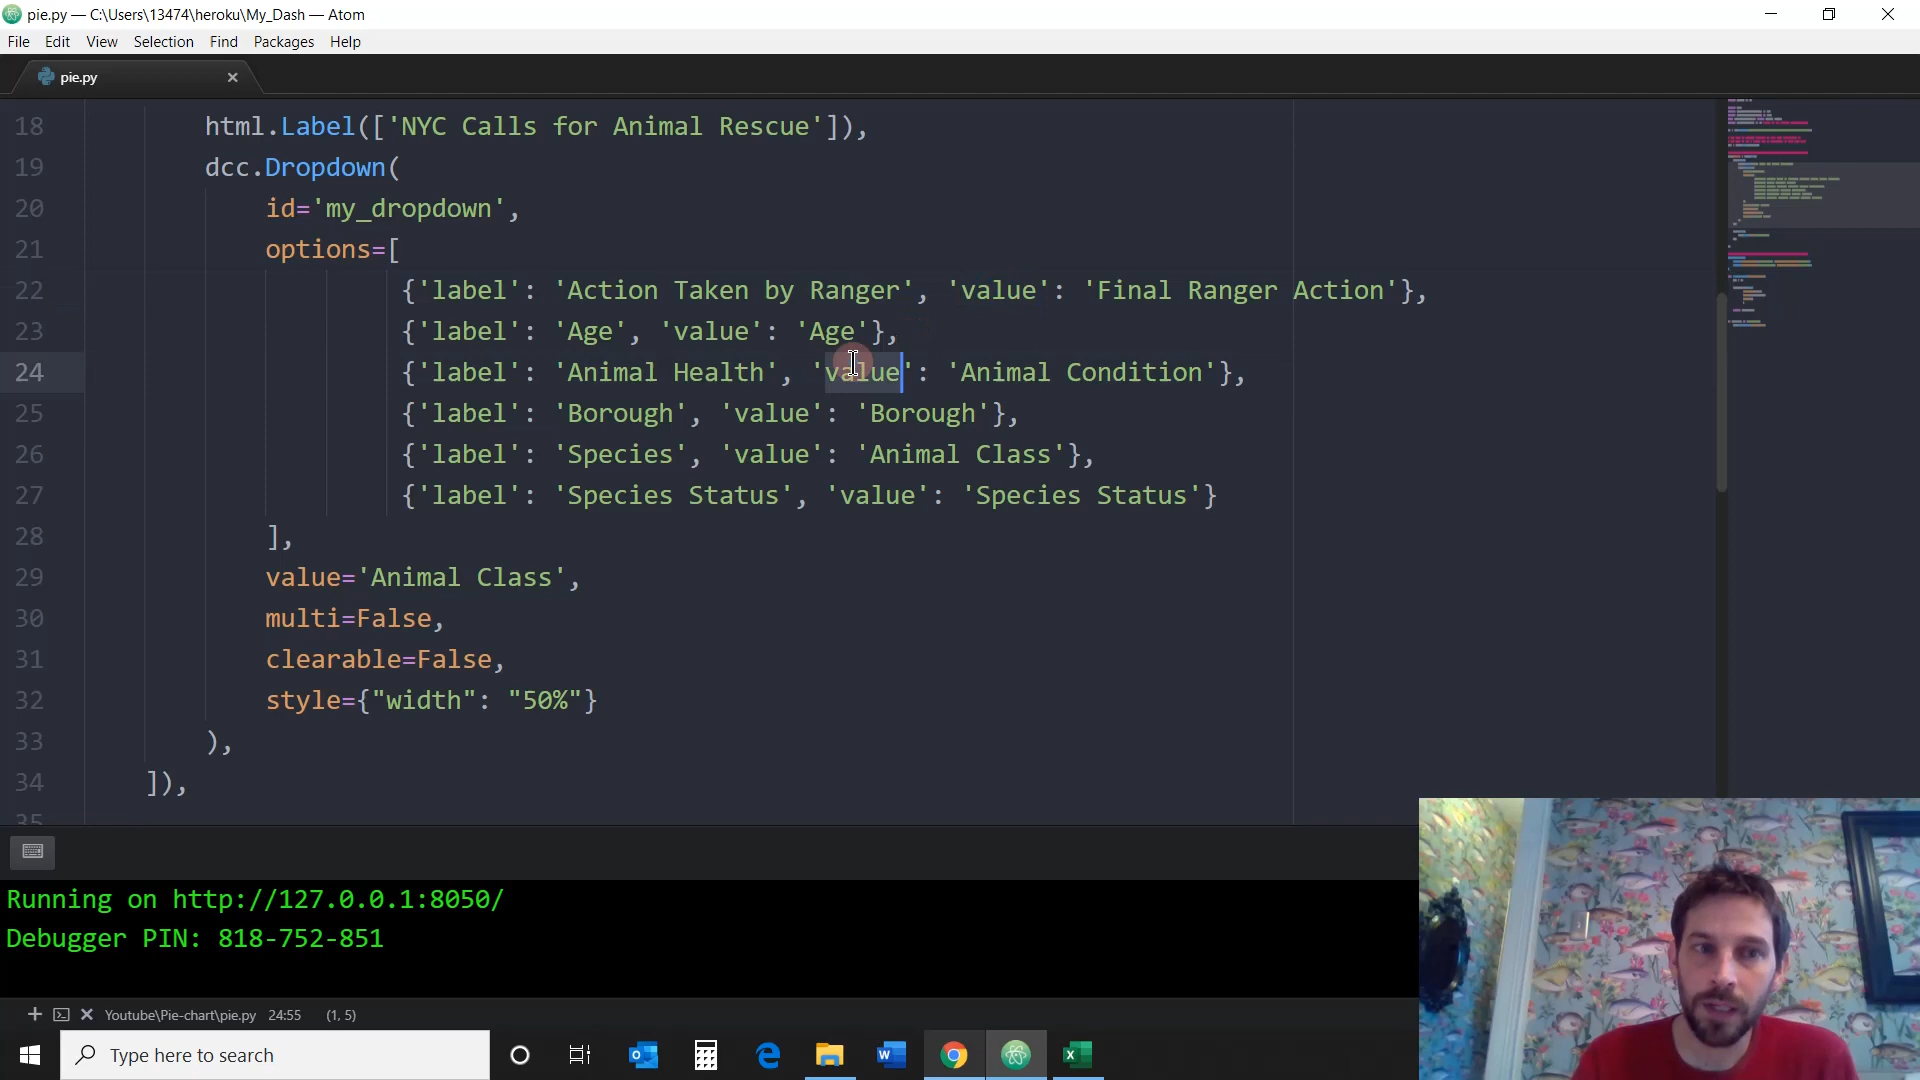 pie.py — C:\Users\13474\heroku\My_Dash — Atom
File Edit View Selection Find Packages Help
pie.py
18 html.Label(['NYC Calls for Animal Rescue']),
19 dcc.Dropdown(
20 id='my_dropdown',
21 options=[
22 {'label': 'Action Taken by Ranger', 'value': 'Final Ranger Action'},
23 {'label': 'Age', 'value': 'Age'},
24 {'label': 'Animal Health', 'value': 'Animal Condition'},
25 {'label': 'Borough', 'value': 'Borough'},
26 {'label': 'Species', 'value': 'Animal Class'},
27 {'label': 'Species Status', 'value': 'Species Status'}
28 ],
29 value='Animal Class',
30 multi=False,
31 clearable=False,
32 style={"width": "50%"}
33 ),
34 ]),
35
Running on http://127.0.0.1:8050/
Debugger PIN: 818-752-851
Youtube\Pie-chart\pie.py 24:55 (1, 5)
Type here to search